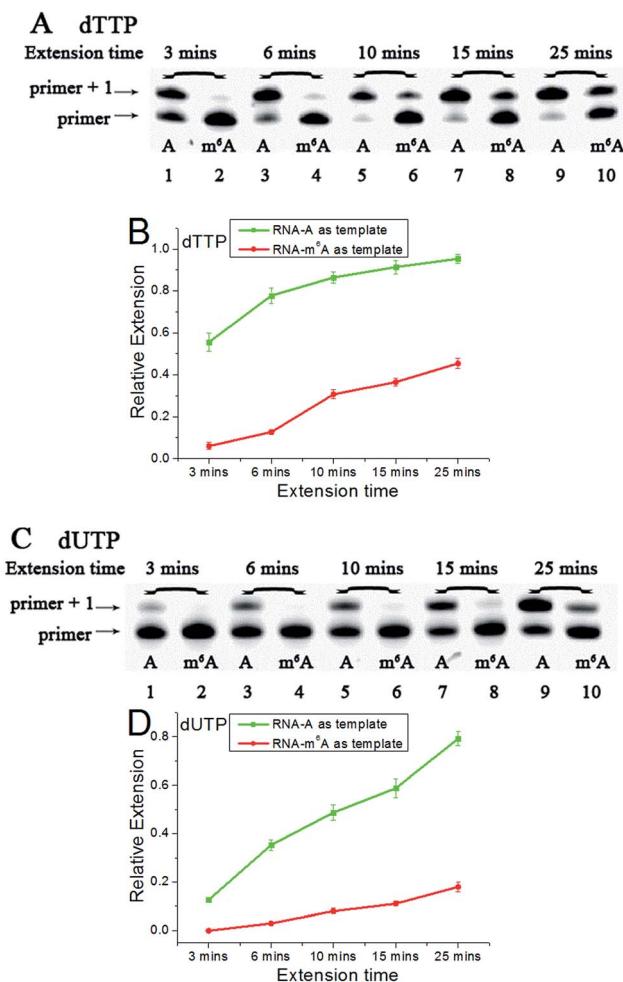 A dTTP
Extension time 3 mins 6 mins 10 mins 15 mins 25 mins
primer + 1
primer
A m⁶A A m⁶A A m⁶A A m⁶A A m⁶A
1 2 3 4 5 6 7 8 9 10
B
dTTP
RNA-A as template
RNA-m⁶A as template
1.0
0.8
0.6
0.4
0.2
0.0
Relative Extension
3 mins 6 mins 10 mins 15 mins 25 mins
Extension time
C dUTP
Extension time 3 mins 6 mins 10 mins 15 mins 25 mins
primer + 1
primer
A m⁶A A m⁶A A m⁶A A m⁶A A m⁶A
1 2 3 4 5 6 7 8 9 10
D
dUTP
RNA-A as template
RNA-m⁶A as template
0.8
0.6
0.4
0.2
0.0
Relative Extension
3 mins 6 mins 10 mins 15 mins 25 mins
Extension time